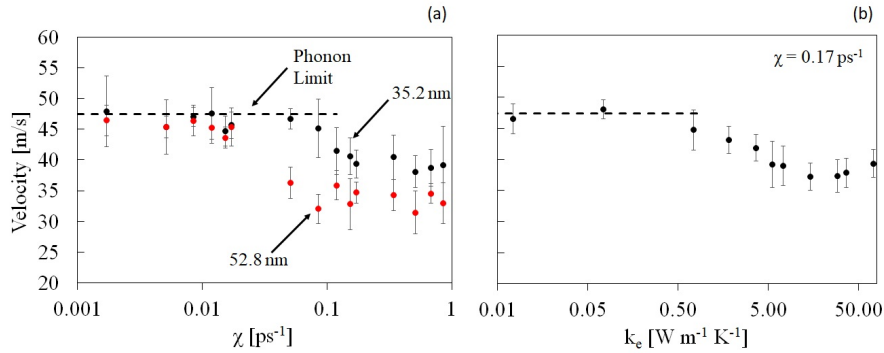 (a)
60
55
50
45
40
35
30
25
20
Velocity [m/s]
Phonon
Limit
35.2 nm
52.8 nm
0.001
0.01
0.1
1
χ [ps⁻¹]
(b)
χ = 0.17 ps⁻¹
0.01
0.05
0.50
5.00
50.00
kₑ [W m⁻¹ K⁻¹]